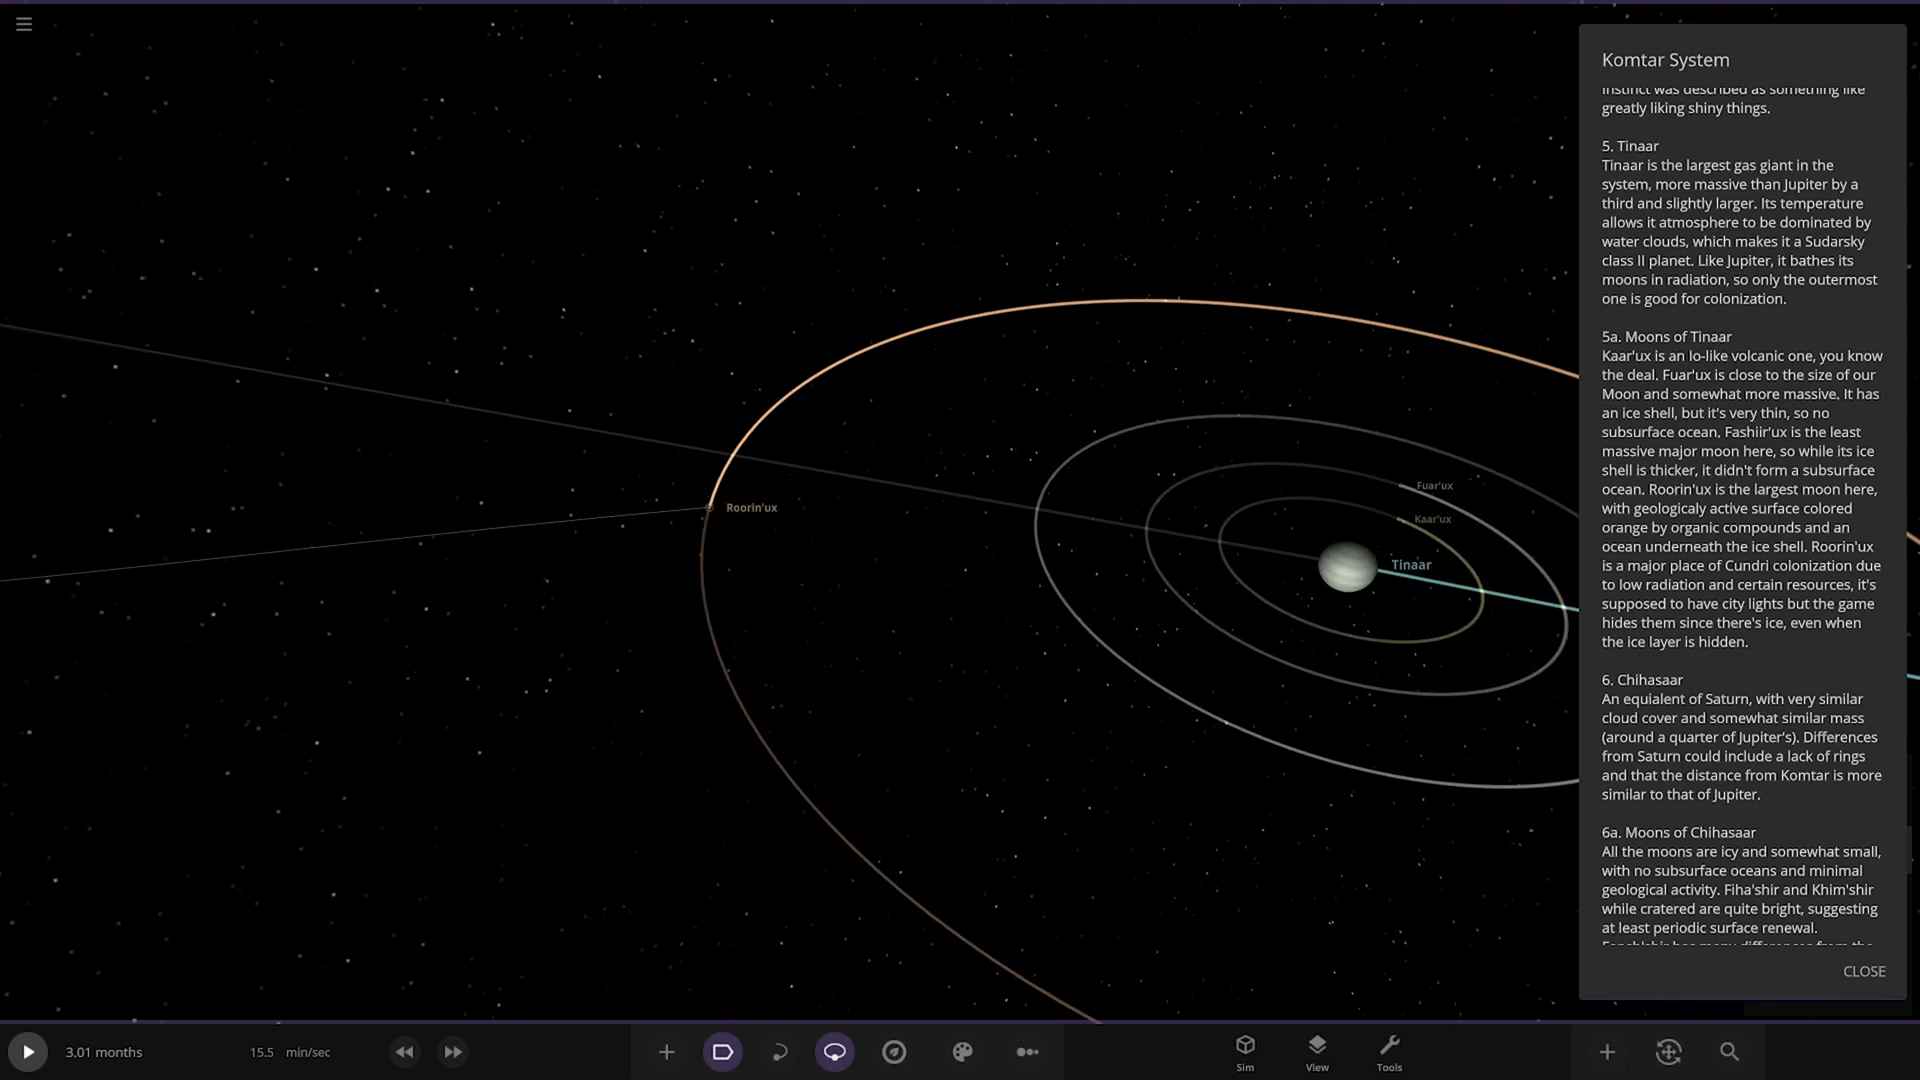 Komtar System
instinct was described as something like
greatly liking shiny things.
5. Tinaar
Tinaar is the largest gas giant in the
system, more massive than Jupiter by a
third and slightly larger. Its temperature
allows it atmosphere to be dominated by
water clouds, which makes it a Sudarsky
class II planet. Like Jupiter, it bathes its
moons in radiation, so only the outermost
one is good for colonization.
5a. Moons of Tinaar
Kaar'ux is an Io-like volcanic one, you know
the deal. Fuar'ux is close to the size of our
Moon and somewhat more massive. It has
an ice shell, but it's very thin, so no
subsurface ocean. Fashiir'ux is the least
massive major moon here, so while its ice
shell is thicker, it didn't form a subsurface
ocean. Roorin'ux is the largest moon here,
with geologicaly active surface colored
orange by organic compounds and an
ocean underneath the ice shell. Roorin'ux
is a major place of Cundri colonization due
to low radiation and certain resources, it's
supposed to have city lights but the game
hides them since there's ice, even when
the ice layer is hidden.
6. Chihasaar
An equialent of Saturn, with very similar
cloud cover and somewhat similar mass
(around a quarter of Jupiter's). Differences
from Saturn could include a lack of rings
and that the distance from Komtar is more
similar to that of Jupiter.
6a. Moons of Chihasaar
All the moons are icy and somewhat small,
with no subsurface oceans and minimal
geological activity. Fiha'shir and Khim'shir
while cratered are quite bright, suggesting
at least periodic surface renewal.
has many differences from the
CLOSE
Fuar'ux
Roorin'ux
Kaar'ux
Tinaar
3.01 months
15.5 min/sec
Sim
View
Tools